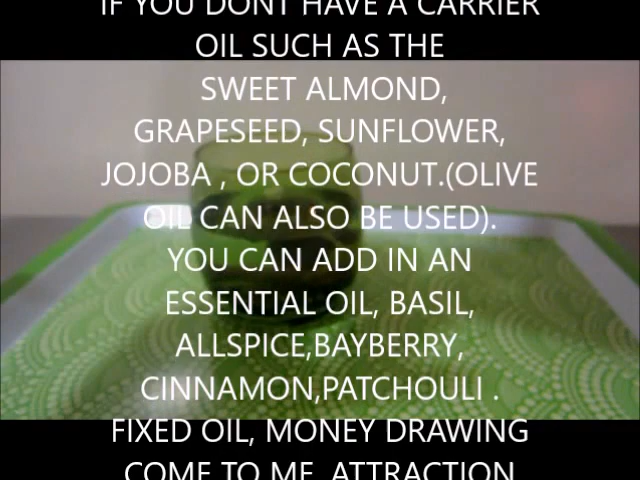 IF YOU DONT HAVE A CARRIER
OIL SUCH AS THE
SWEET ALMOND,
GRAPESEED, SUNFLOWER,
JOJOBA , OR COCONUT.(OLIVE
OIL CAN ALSO BE USED).
YOU CAN ADD IN AN
ESSENTIAL OIL, BASIL,
ALLSPICE,BAYBERRY,
CINNAMON,PATCHOULI .
FIXED OIL, MONEY DRAWING
COME TO ME, ATTRACTION